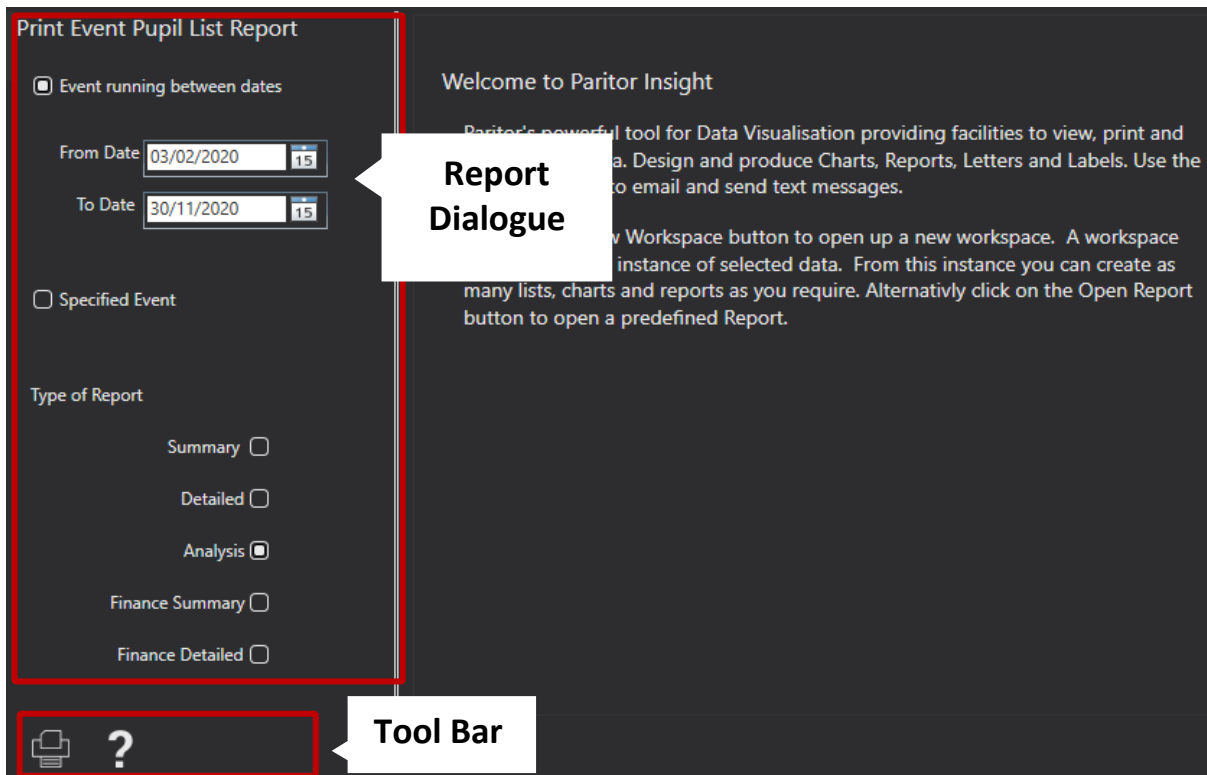 Print Event Pupil List Report
Event running between dates
From Date 03/02/2020 15
To Date 30/11/2020 15
Specified Event
Type of Report
Summary
Detailed
Analysis
Finance Summary
Finance Detailed
?
Report
Dialogue
Tool Bar
Welcome to Paritor Insight
Paritor's powerful tool for Data Visualisation providing facilities to view, print and
a. Design and produce Charts, Reports, Letters and Labels. Use the
to email and send text messages.
Workspace button to open up a new workspace. A workspace
instance of selected data. From this instance you can create as
many lists, charts and reports as you require. Alternativly click on the Open Report
button to open a predefined Report.